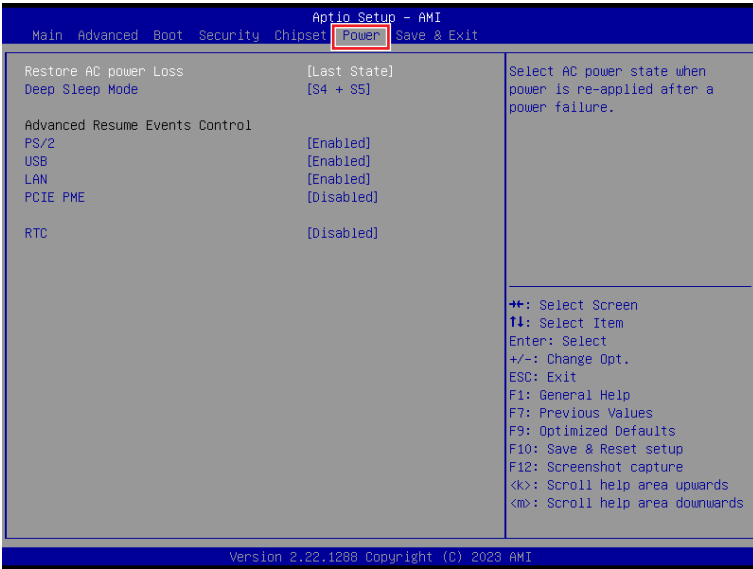 Aptio Setup – AMI
Main Advanced Boot Security Chipset Power Save & Exit
Restore AC power Loss [Last State]
Deep Sleep Mode [S4 + S5]
Advanced Resume Events Control
PS/2 [Enabled]
USB [Enabled]
LAN [Enabled]
PCIE PME [Disabled]
RTC [Disabled]
Select AC power state when
power is re-applied after a
power failure.
→←: Select Screen
↑↓: Select Item
Enter: Select
+/-: Change Opt.
ESC: Exit
F1: General Help
F7: Previous Values
F9: Optimized Defaults
F10: Save & Reset setup
F12: Screenshot capture
<k>: Scroll help area upwards
<m>: Scroll help area downwards
Version 2.22.1288 Copyright (C) 2023 AMI